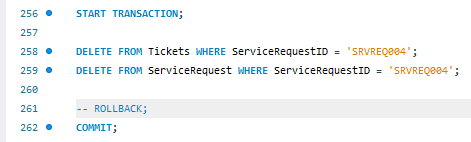 256 START TRANSACTION;
257
258 DELETE FROM Tickets WHERE ServiceRequestID = 'SRVREQ004';
259 DELETE FROM ServiceRequest WHERE ServiceRequestID = 'SRVREQ004';
260
261 -- ROLLBACK;
262 COMMIT;